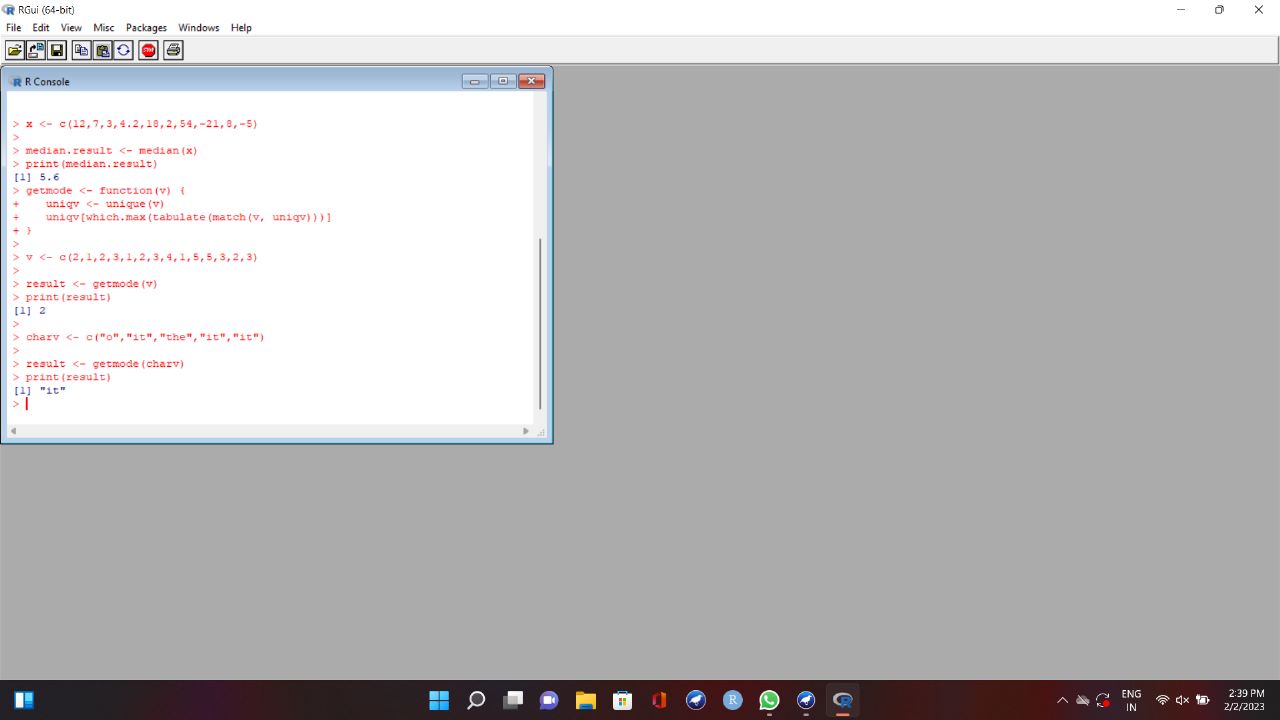 RGui (64-bit)
File Edit View Misc Packages Windows Help
STOP
R Console
> x <- c(12,7,3,4.2,18,2,54,-21,8,-5)
>
> median.result <- median(x)
> print(median.result)
[1] 5.6
> getmode <- function(v) {
+    uniqv <- unique(v)
+    uniqv[which.max(tabulate(match(v, uniqv)))]
+ }
>
> v <- c(2,1,2,3,1,2,3,4,1,5,5,3,2,3)
>
> result <- getmode(v)
> print(result)
[1] 2
>
> charv <- c("o","it","the","it","it")
>
> result <- getmode(charv)
> print(result)
[1] "it"
>
ENG
IN
2:39 PM
2/2/2023